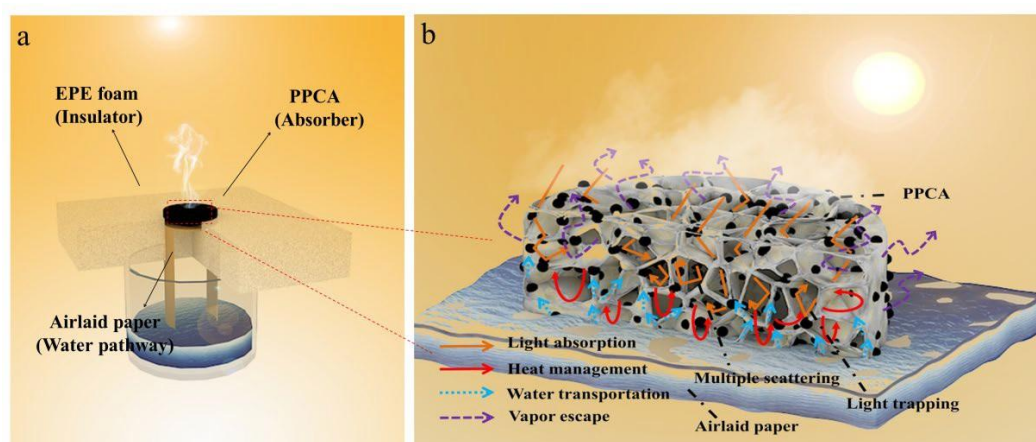 a
EPE foam
(Insulator)
PPCA
(Absorber)
Airlaid paper
(Water pathway)
b
PPCA
Light absorption
Heat management
Water transportation
Vapor escape
Multiple scattering
Light trapping
Airlaid paper